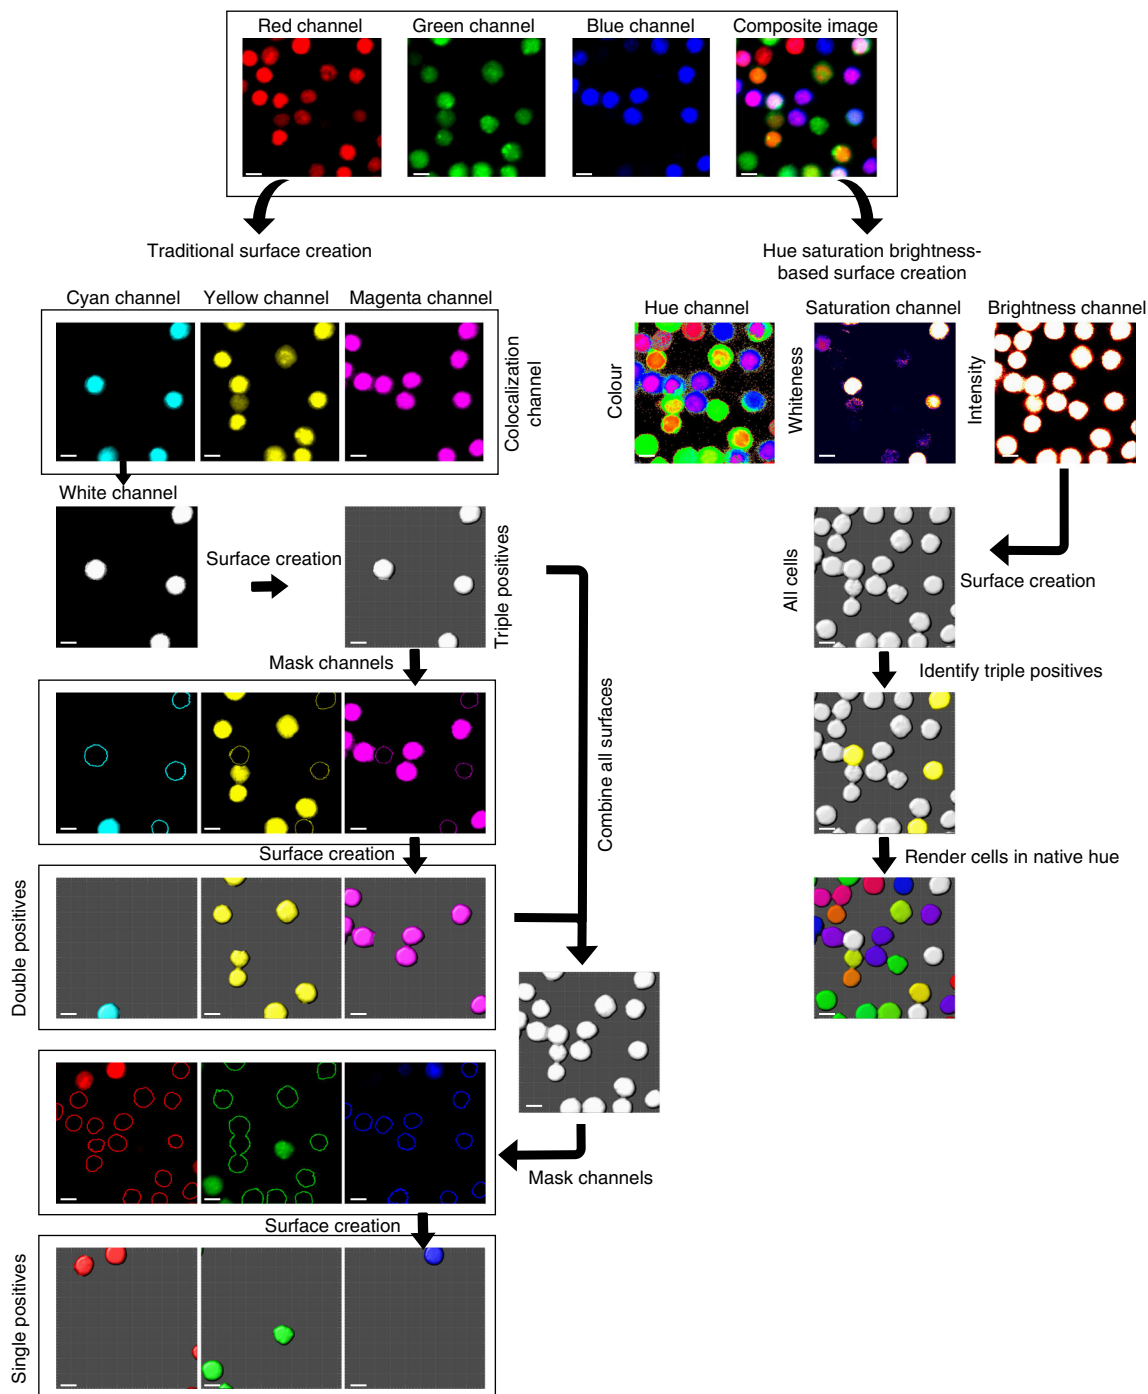 Red channel
Green channel
Blue channel
Composite image
Traditional surface creation
Hue saturation brightness-
based surface creation
Cyan channel
Yellow channel
Magenta channel
Colocalization
channel
Hue channel
Saturation channel
Brightness channel
Colour
Whiteness
Intensity
White channel
Surface creation
Triple positives
All cells
Surface creation
Mask channels
Identify triple positives
Combine all surfaces
Surface creation
Render cells in native hue
Double positives
Mask channels
Surface creation
Single positives